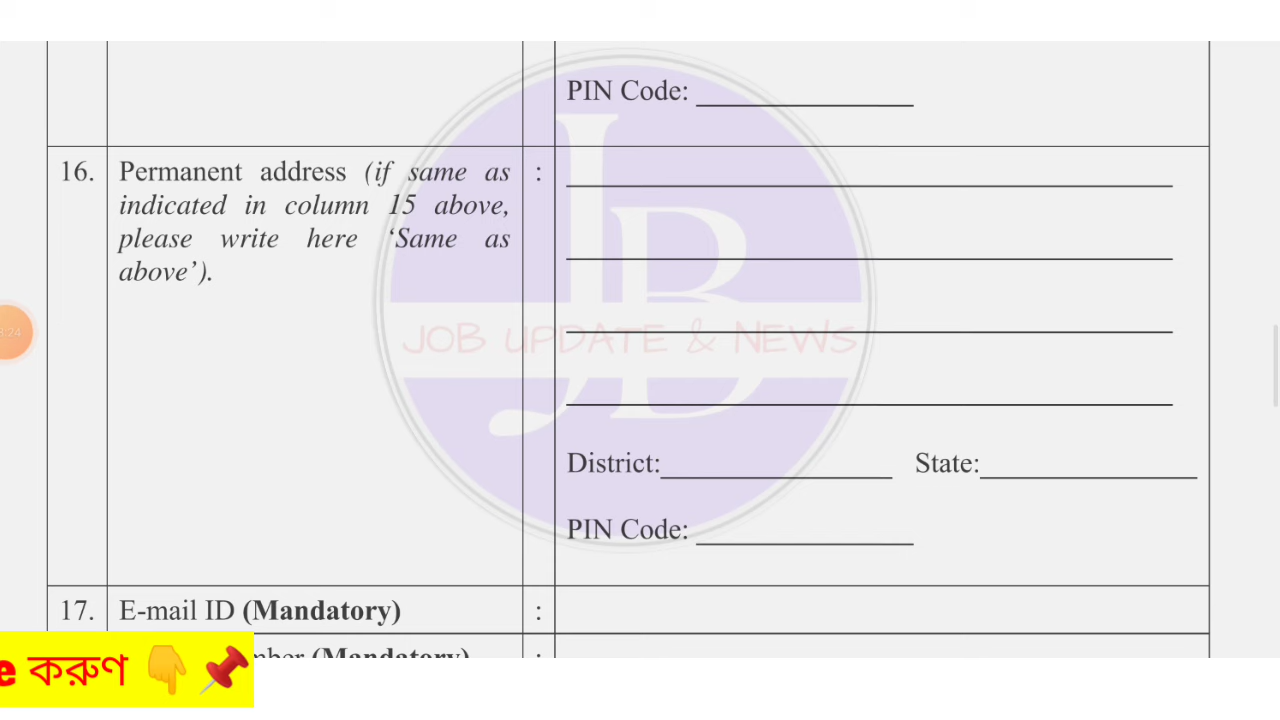 PIN Code:
16. Permanent address (if same as :
indicated in column 15 above,
please write here ‘Same as
above’).
JOB UPDATE & NEWS
District: State:
PIN Code:
17. E-mail ID (Mandatory) :
(Mandatory) :
করুণ